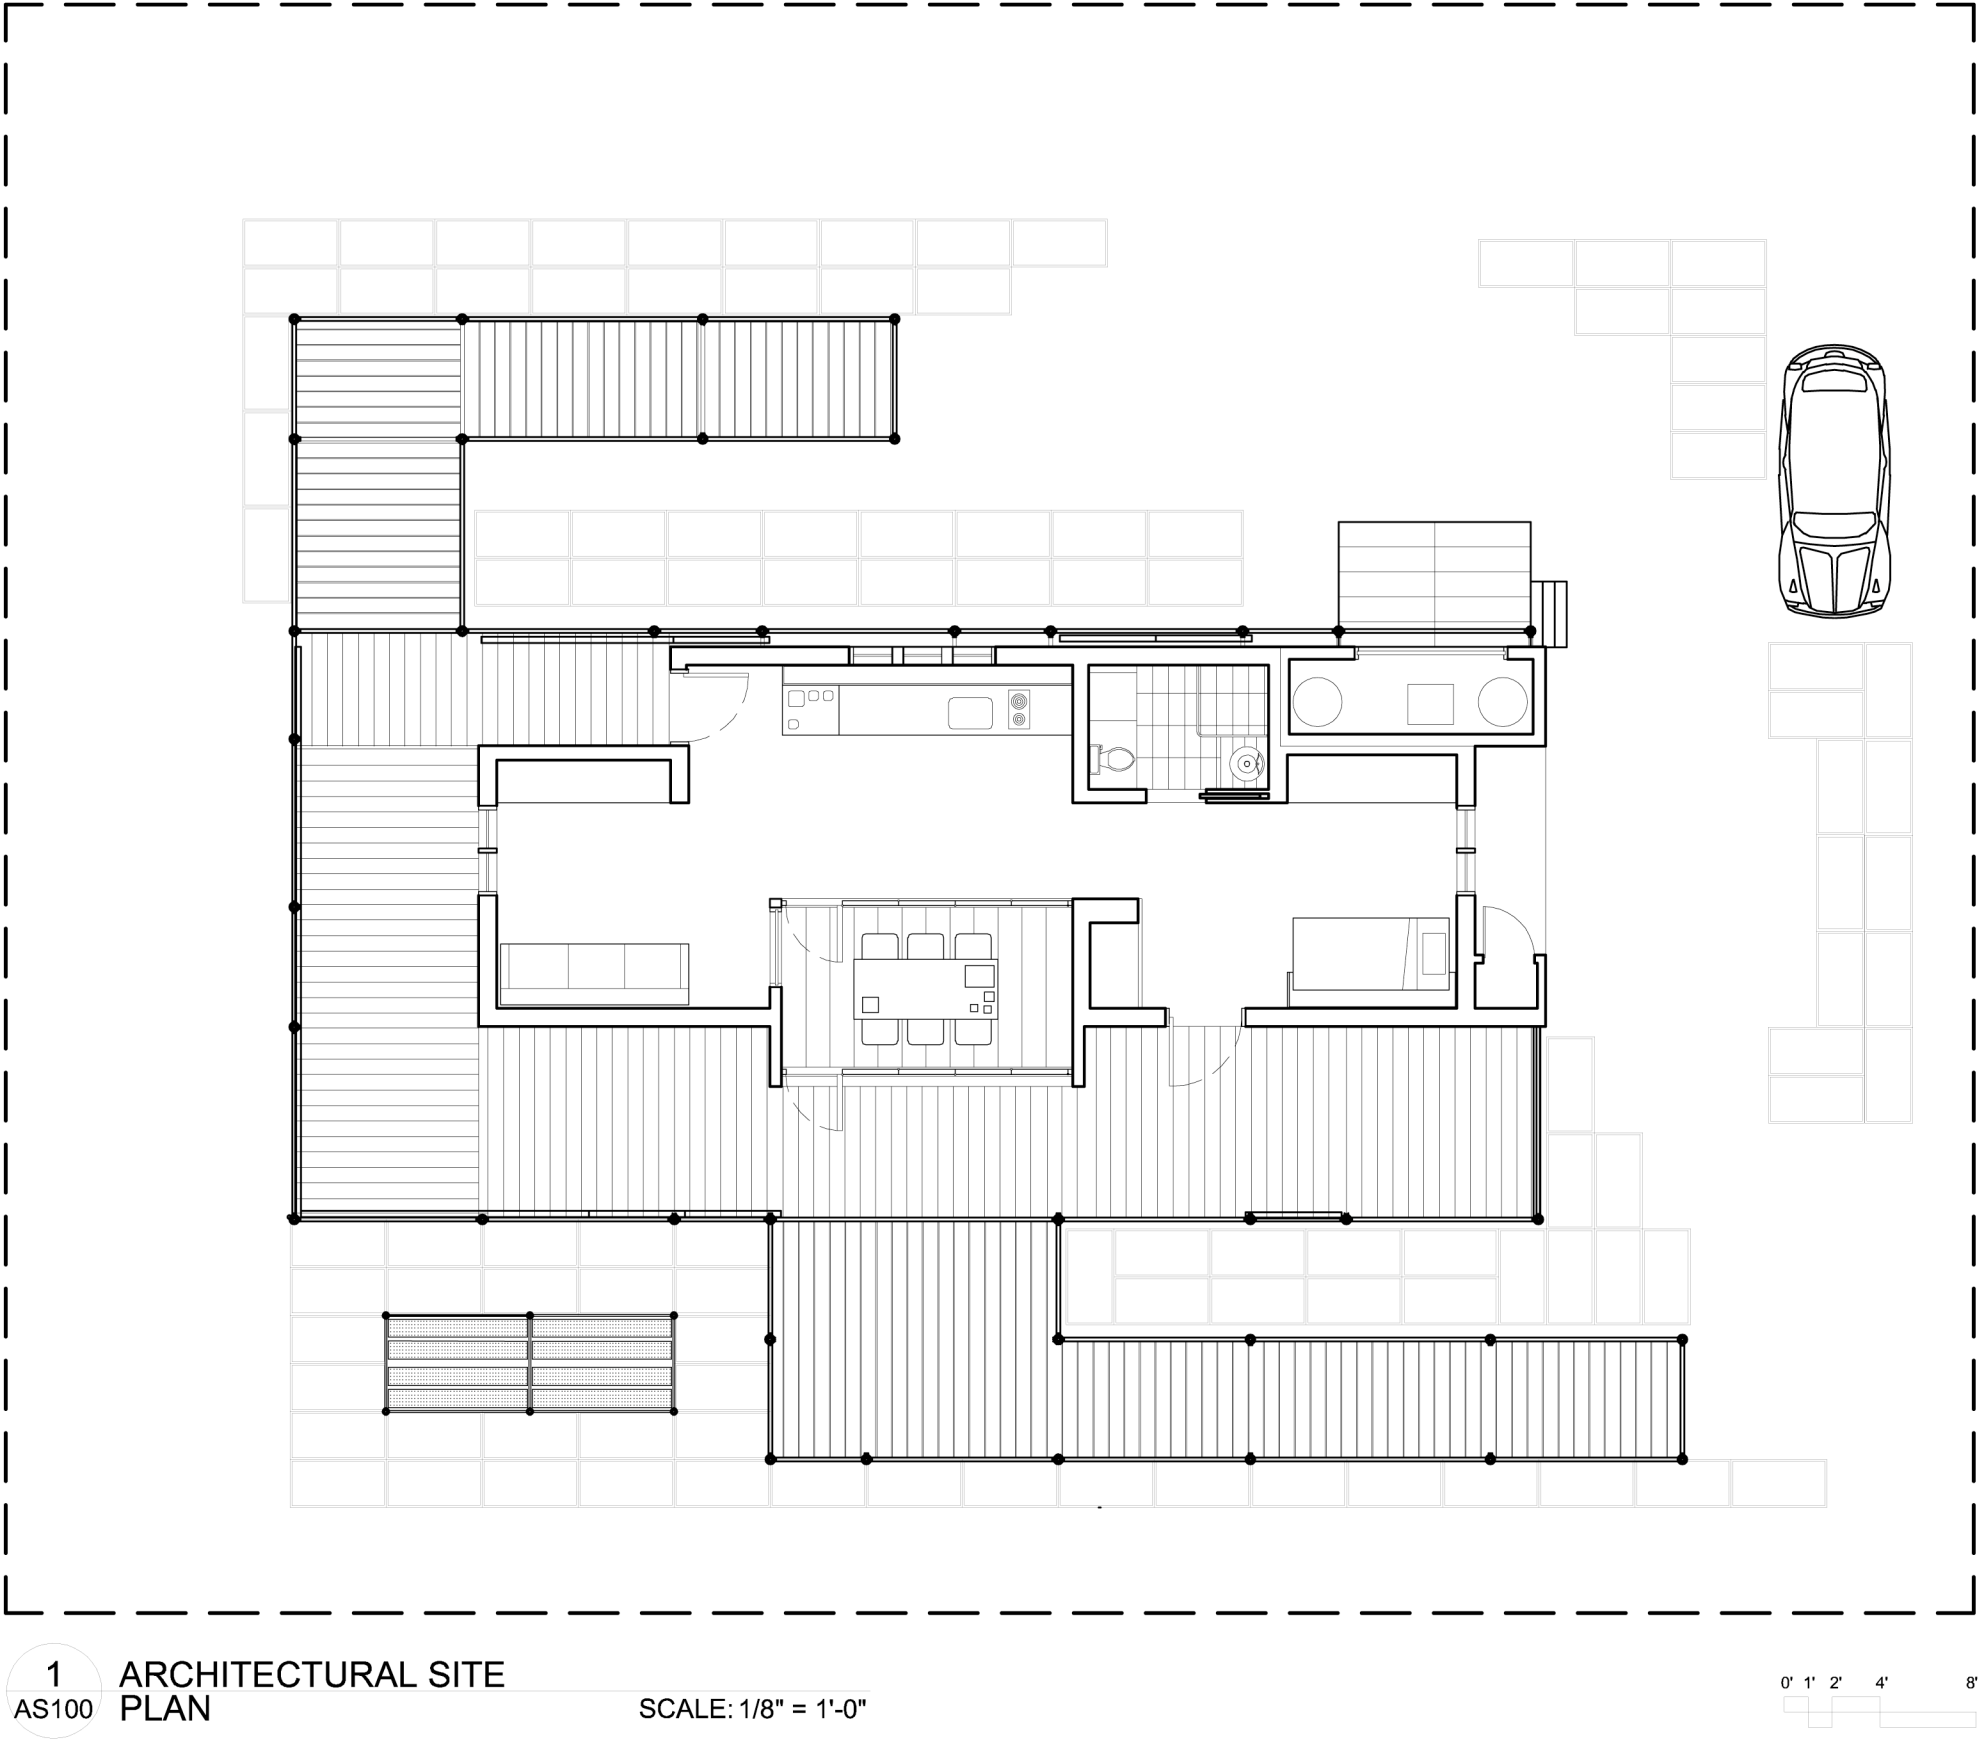 1
AS100
ARCHITECTURAL SITE
PLAN
SCALE: 1/8" = 1'-0"
0' 1' 2' 4' 8'